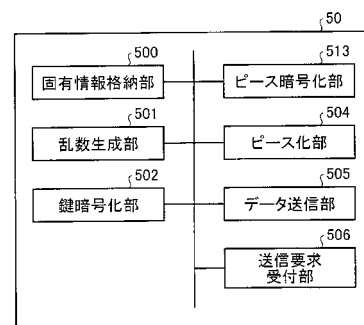 50
500
固有情報格納部
513
ピース暗号化部
501
乱数生成部
504
ピース化部
502
鍵暗号化部
505
データ送信部
506
送信要求
受付部